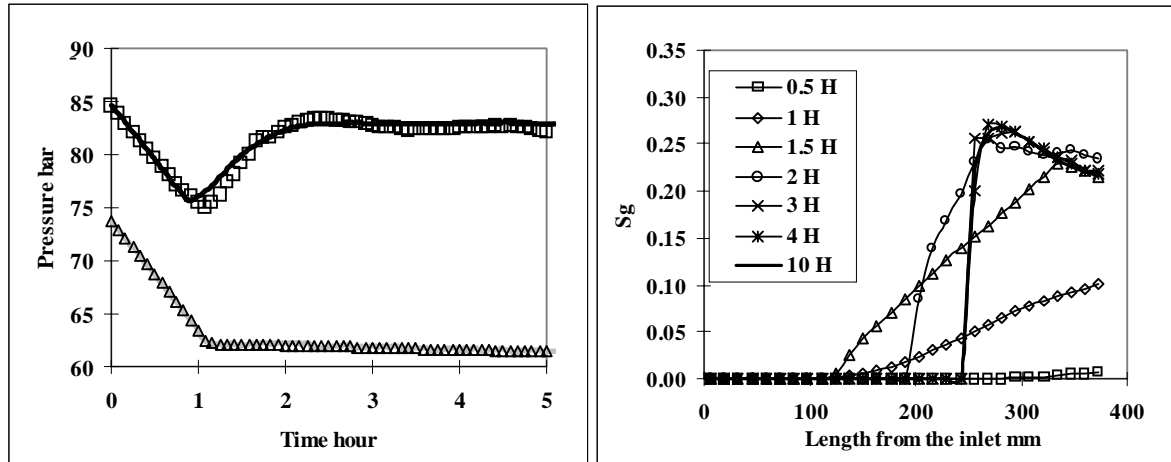 90
85
80
75
70
65
60
Pressure bar
0 1 2 3 4 5
Time hour
0.35
0.30
0.25
0.20
0.15
0.10
0.05
0.00
Sg
0.5 H
1 H
1.5 H
2 H
3 H
4 H
10 H
0 100 200 300 400
Length from the inlet mm